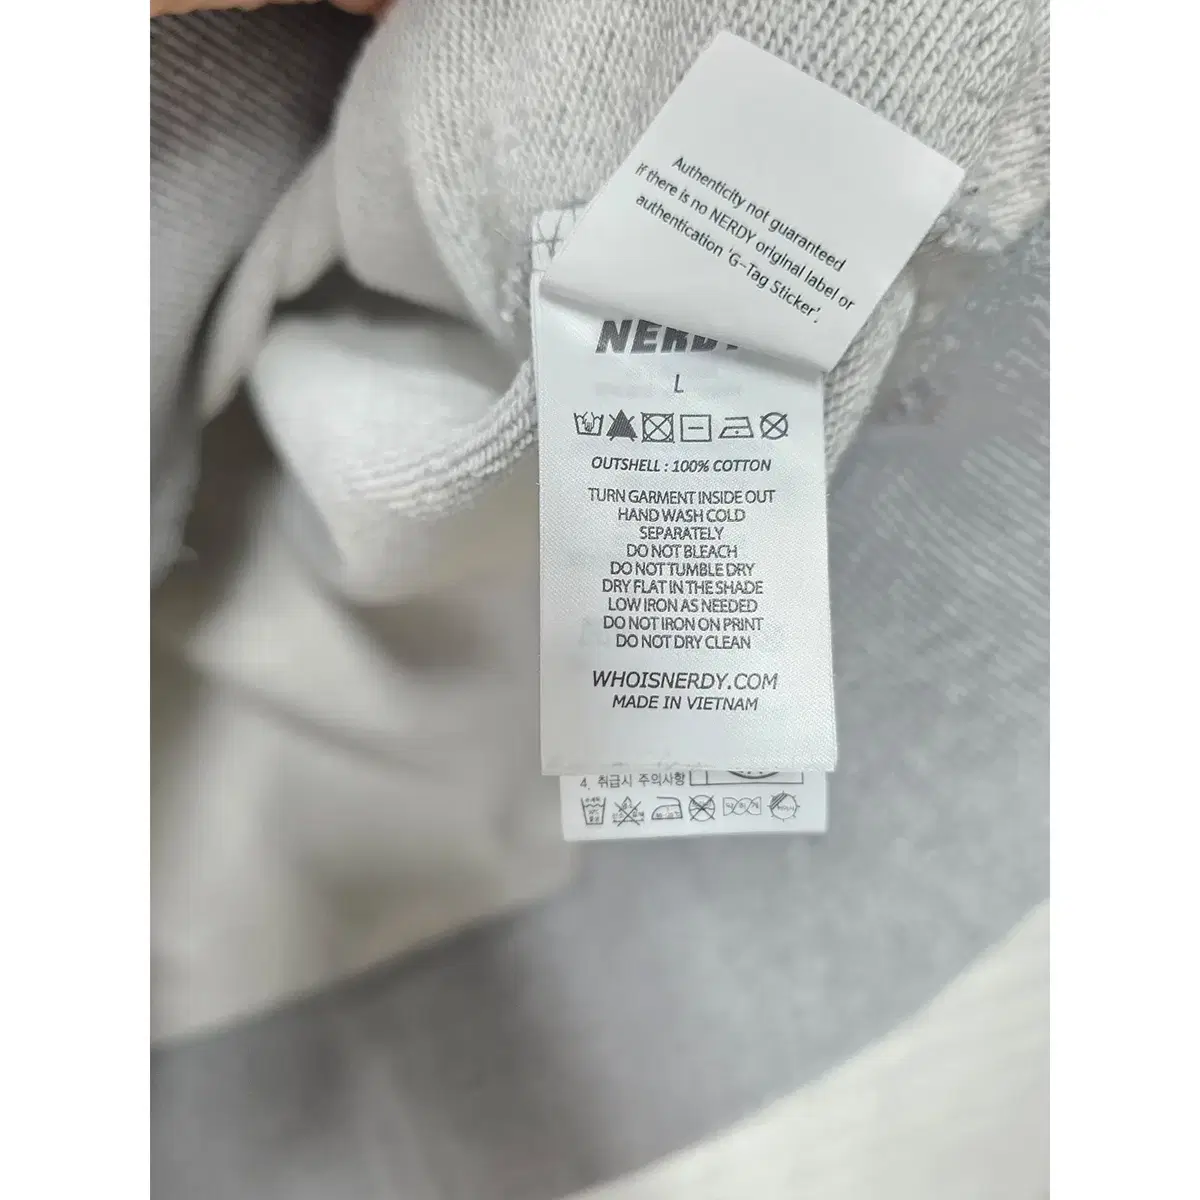 Authenticity not guaranteed
If there is no NERDY original label or
authentication 'G-Tag Sticker'.
NERDY
L
OUTSHELL : 100% COTTON
TURN GARMENT INSIDE OUT
HAND WASH COLD
SEPARATELY
DO NOT BLEACH
DO NOT TUMBLE DRY
DRY FLAT IN THE SHADE
LOW IRON AS NEEDED
DO NOT IRON ON PRINT
DO NOT DRY CLEAN
WHOISNERDY.COM
MADE IN VIETNAM
4. 취급시 주의사항